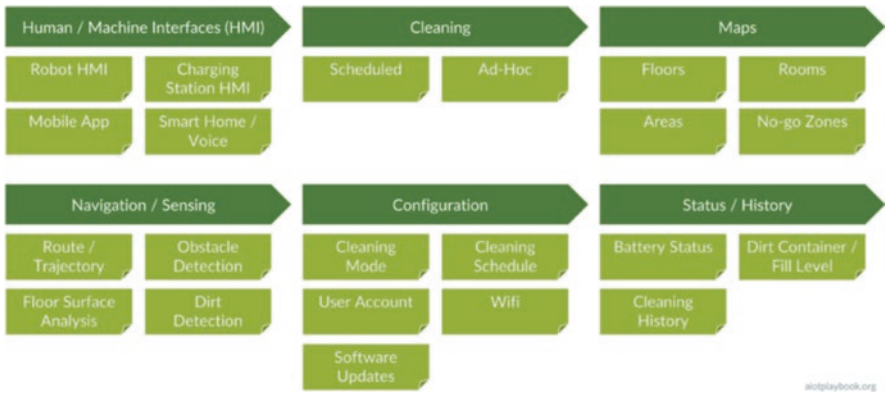 Human / Machine Interfaces (HMI)
Cleaning
Maps
Robot HMI
Charging
Station HMI
Scheduled
Ad-Hoc
Floors
Rooms
Mobile App
Smart Home /
Voice
Areas
No-go Zones
Navigation / Sensing
Configuration
Status / History
Route /
Trajectory
Obstacle
Detection
Cleaning
Mode
Cleaning
Schedule
Battery Status
Dirt Container /
Fill Level
Floor Surface
Analysis
Dirt
Detection
User Account
Wifi
Cleaning
History
Software
Updates
aiotplaybook.org